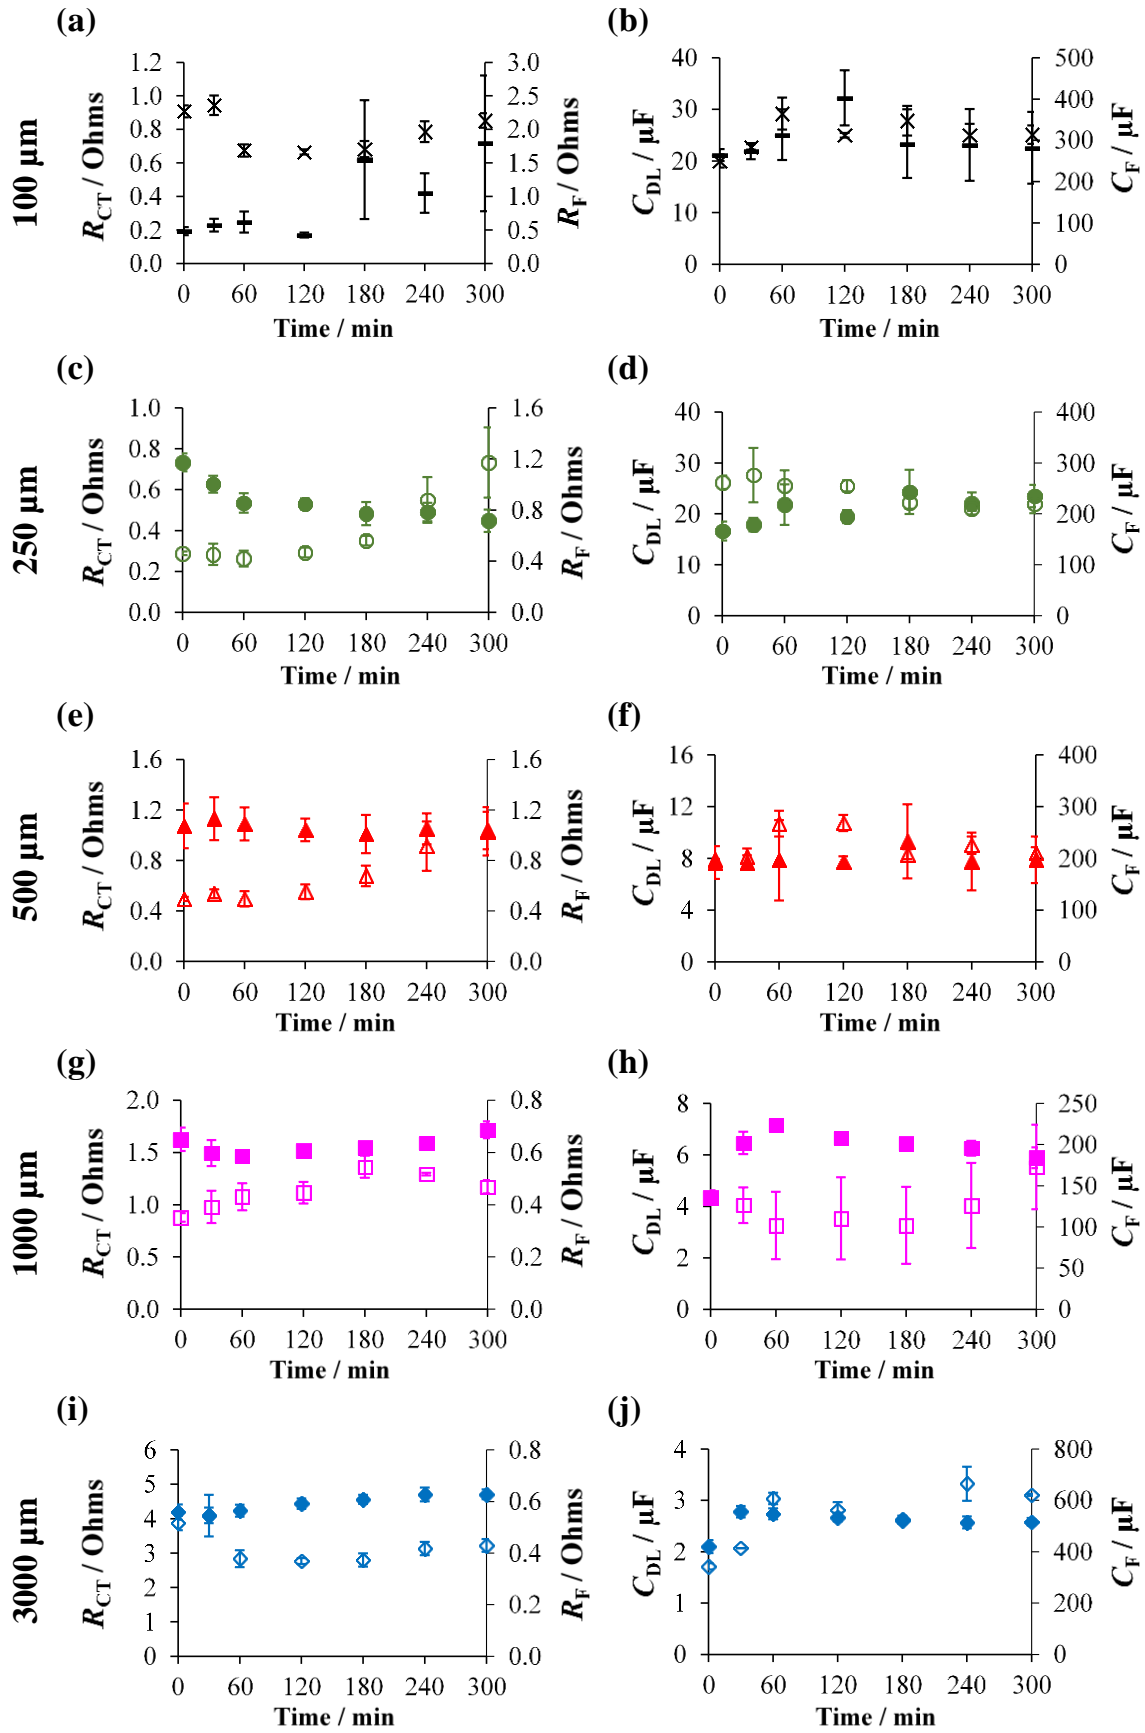 (a)
(b)
100 µm
R_CT / Ohms
1.2
1.0
0.8
0.6
0.4
0.2
0.0
3.0
2.5
2.0
1.5
1.0
0.5
0.0
R_F / Ohms
0 60 120 180 240 300
Time / min
C_DL / µF
40
30
20
10
0
500
400
300
200
100
0
C_F / µF
0 60 120 180 240 300
Time / min
(c)
(d)
250 µm
R_CT / Ohms
1.0
0.8
0.6
0.4
0.2
0.0
1.6
1.2
0.8
0.4
0.0
R_F / Ohms
0 60 120 180 240 300
Time / min
C_DL / µF
40
30
20
10
0
400
300
200
100
0
C_F / µF
0 60 120 180 240 300
Time / min
(e)
(f)
500 µm
R_CT / Ohms
1.6
1.2
0.8
0.4
0.0
1.6
1.2
0.8
0.4
0.0
R_F / Ohms
0 60 120 180 240 300
Time / min
C_DL / µF
16
12
8
4
0
400
300
200
100
0
C_F / µF
0 60 120 180 240 300
Time / min
(g)
(h)
1000 µm
R_CT / Ohms
2.0
1.5
1.0
0.5
0.0
0.8
0.6
0.4
0.2
0.0
R_F / Ohms
0 60 120 180 240 300
Time / min
C_DL / µF
8
6
4
2
0
250
200
150
100
50
0
C_F / µF
0 60 120 180 240 300
Time / min
(i)
(j)
3000 µm
R_CT / Ohms
6
5
4
3
2
1
0
0.8
0.6
0.4
0.2
0.0
R_F / Ohms
0 60 120 180 240 300
Time / min
C_DL / µF
4
3
2
1
0
800
600
400
200
0
C_F / µF
0 60 120 180 240 300
Time / min